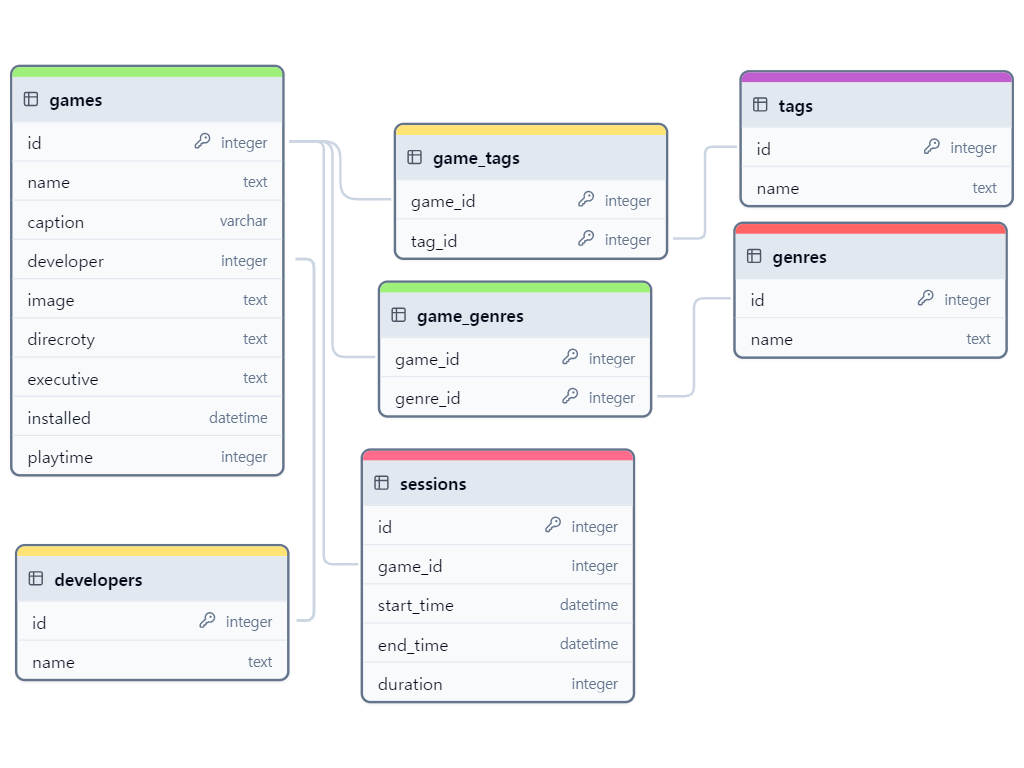 games
id integer
name text
caption varchar
developer integer
image text
direcroty text
executive text
installed datetime
playtime integer
developers
id integer
name text
game_tags
game_id integer
tag_id integer
game_genres
game_id integer
genre_id integer
sessions
id integer
game_id integer
start_time datetime
end_time datetime
duration integer
tags
id integer
name text
genres
id integer
name text